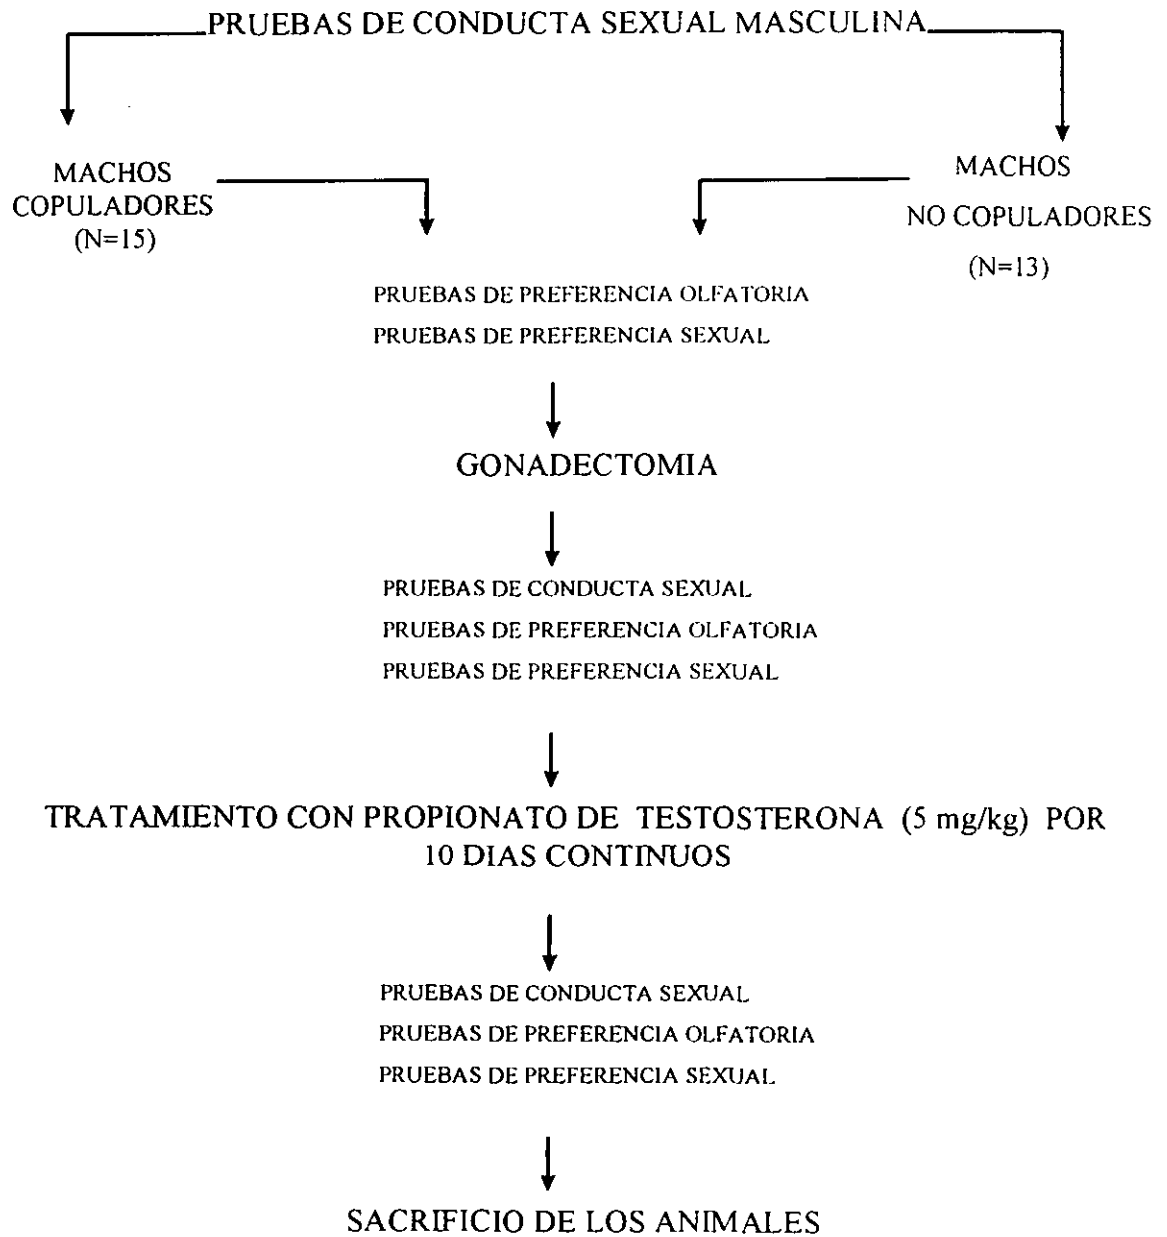 PRUEBAS DE CONDUCTA SEXUAL MASCULINA
MACHOS
COPULADORES
(N=15)
MACHOS
NO COPULADORES
(N=13)
PRUEBAS DE PREFERENCIA OLFATORIA
PRUEBAS DE PREFERENCIA SEXUAL
GONADECTOMIA
PRUEBAS DE CONDUCTA SEXUAL
PRUEBAS DE PREFERENCIA OLFATORIA
PRUEBAS DE PREFERENCIA SEXUAL
TRATAMIENTO CON PROPIONATO DE TESTOSTERONA (5 mg/kg) POR
10 DIAS CONTINUOS
PRUEBAS DE CONDUCTA SEXUAL
PRUEBAS DE PREFERENCIA OLFATORIA
PRUEBAS DE PREFERENCIA SEXUAL
SACRIFICIO DE LOS ANIMALES